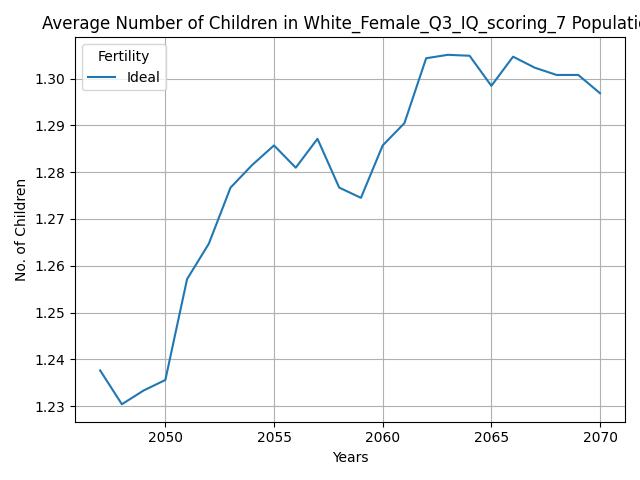 Average Number of Children in White_Female_Q3_IQ_scoring_7 Populatio
Fertility
Ideal
No. of Children
1.30
1.29
1.28
1.27
1.26
1.25
1.24
1.23
2050 2055 2060 2065 2070
Years